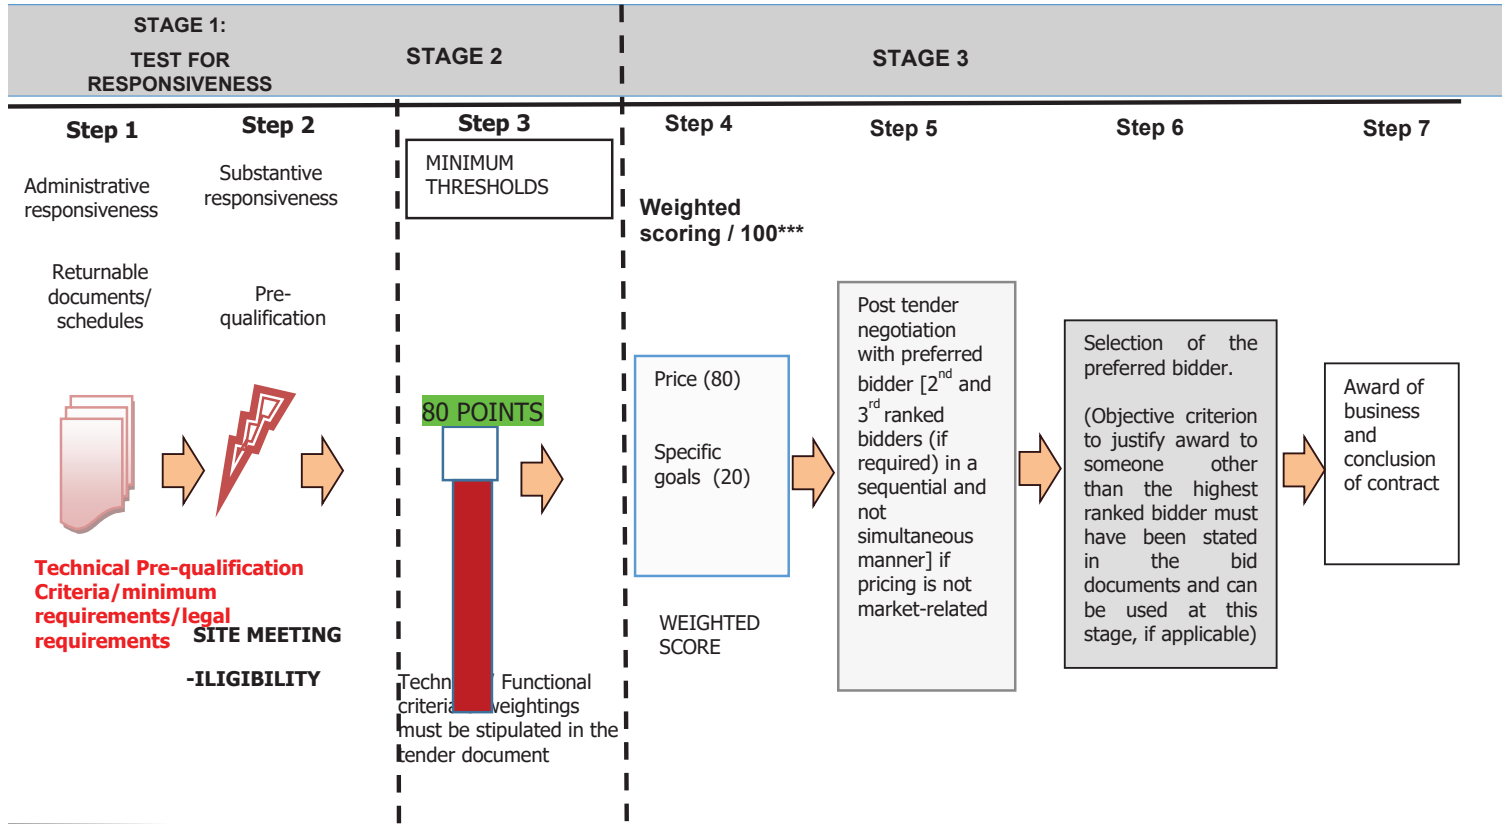 STAGE 1:
TEST FOR
RESPONSIVENESS
STAGE 2
STAGE 3
Step 1
Step 2
Step 3
Step 4
Step 5
Step 6
Step 7
Administrative
responsiveness
Returnable
documents/
schedules
Substantive
responsiveness
Pre-
qualification
MINIMUM
THRESHOLDS
Weighted
scoring / 100***
80 POINTS
Price (80)
Specific
goals (20)
WEIGHTED
SCORE
Post tender
negotiation
with preferred
bidder [2nd and
3rd ranked
bidders (if
required) in a
sequential and
not
simultaneous
manner] if
pricing is not
market-related
Selection of the
preferred bidder.
(Objective criterion
to justify award to
someone other
than the highest
ranked bidder must
have been stated
in the bid
documents and can
be used at this
stage, if applicable)
Award of
business
and
conclusion
of contract
Technical Pre-qualification
Criteria/minimum
requirements/legal
requirements
SITE MEETING
-ILIGIBILITY
Functional
criteria
must be stipulated in the
tender document